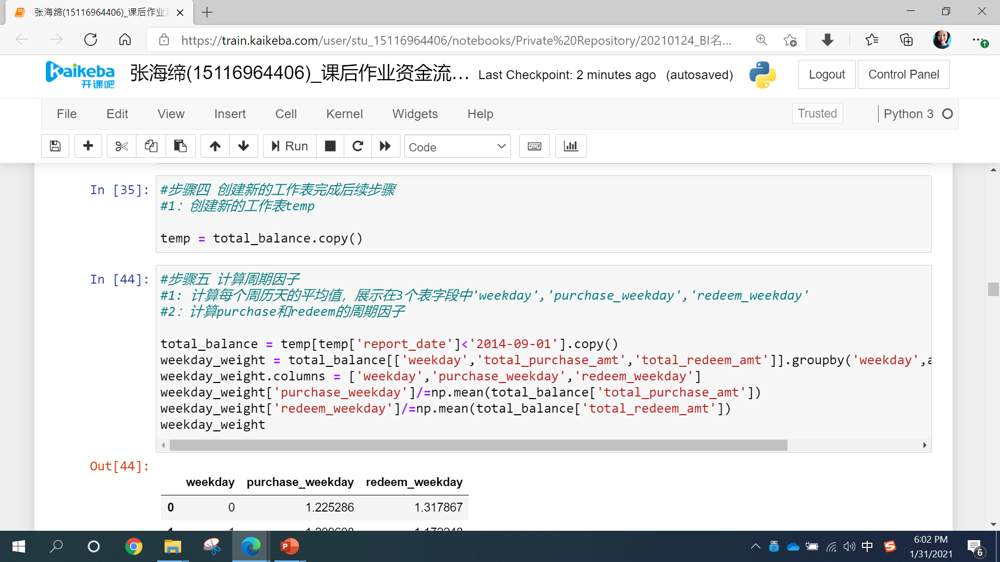 张海缔(15116964406)_课后作业
https://train.kaikeba.com/user/stu_15116964406/notebooks/Private%20Repository/20210124_BI名...
Kaikeba
开课吧
张海缔(15116964406)_课后作业资金流... Last Checkpoint: 2 minutes ago (autosaved) Logout Control Panel
File Edit View Insert Cell Kernel Widgets Help Trusted Python 3
Run Code
In [35]: #步骤四 创建新的工作表完成后续步骤
#1: 创建新的工作表temp
temp = total_balance.copy()
In [44]: #步骤五 计算周期因子
#1: 计算每个周历天的平均值，展示在3个表字段中'weekday','purchase_weekday','redeem_weekday'
#2: 计算purchase和redeem的周期因子
total_balance = temp[temp['report_date']<'2014-09-01'].copy()
weekday_weight = total_balance[['weekday','total_purchase_amt','total_redeem_amt']].groupby('weekday',a
weekday_weight.columns = ['weekday','purchase_weekday','redeem_weekday']
weekday_weight['purchase_weekday']/=np.mean(total_balance['total_purchase_amt'])
weekday_weight['redeem_weekday']/=np.mean(total_balance['total_redeem_amt'])
weekday_weight
Out[44]:
weekday purchase_weekday redeem_weekday
0 0 1.225286 1.317867
中 6:02 PM
1/31/2021
6